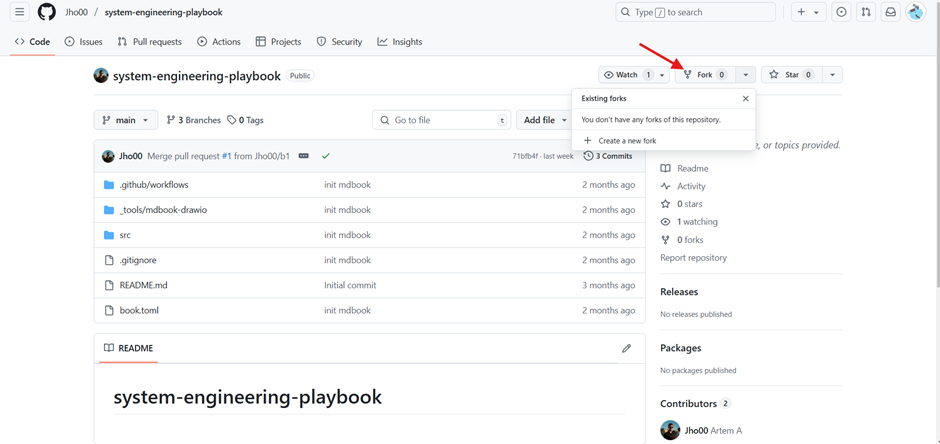 Jho00 / system-engineering-playbook
Type / to search
Code Issues Pull requests Actions Projects Security Insights
system-engineering-playbook Public
Watch 1 Fork 0 Star 0
Existing forks
You don't have any forks of this repository.
Create a new fork
main 3 Branches 0 Tags Go to file t Add file
e, or topics provided.
Jho00 Merge pull request #1 from Jho00/b1 71bfb4f · last week 3 Commits
.github/workflows init mdbook 2 months ago
_tools/mdbook-drawio init mdbook 2 months ago
src init mdbook 2 months ago
.gitignore init mdbook 2 months ago
README.md Initial commit 3 months ago
book.toml init mdbook 2 months ago
README
system-engineering-playbook
Readme
Activity
0 stars
1 watching
0 forks
Report repository
Releases
No releases published
Packages
No packages published
Contributors 2
Jho00 Artem A